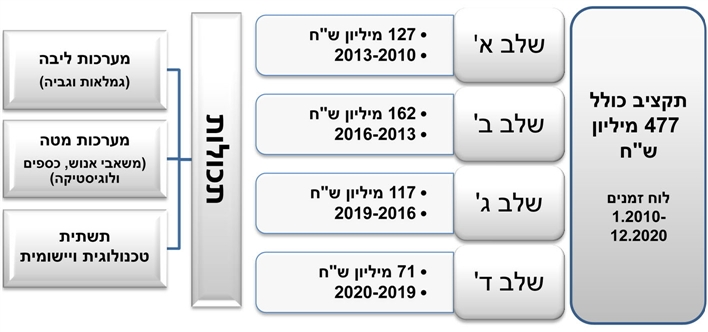 תקציב כולל
477 מיליון
ש"ח
לוח זמנים
1.2010-
12.2020
שלב א'
• 127 מיליון ש"ח
• 2013-2010
שלב ב'
• 162 מיליון ש"ח
• 2016-2013
שלב ג'
• 117 מיליון ש"ח
• 2019-2016
שלב ד'
• 71 מיליון ש"ח
• 2020-2019
תכולות
מערכות ליבה
(גמלאות וגביה)
מערכות מטה
(משאבי אנוש, כספים
ולוגיסטיקה)
תשתית
טכנולוגית ויישומית